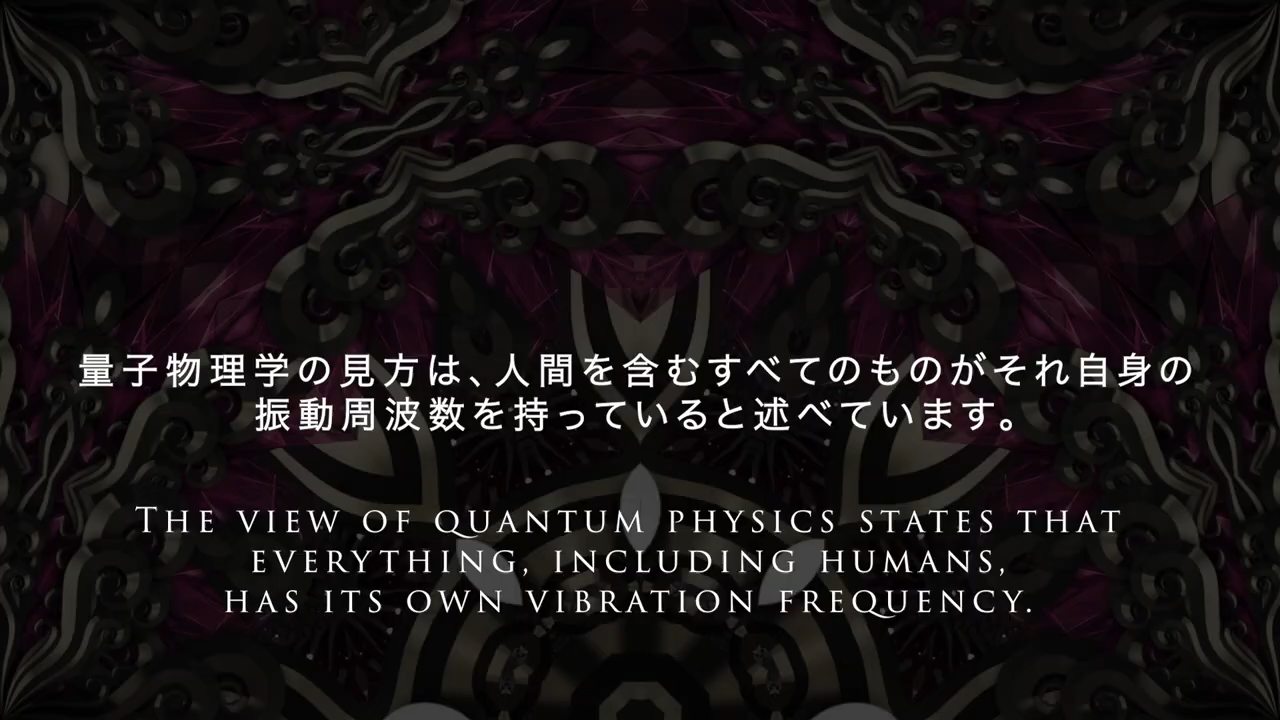 量子物理学の見方は、人間を含むすべてのものがそれ自身の
振動周波数を持っていると述べています。
The view of quantum physics states that
everything, including humans,
has its own vibration frequency.